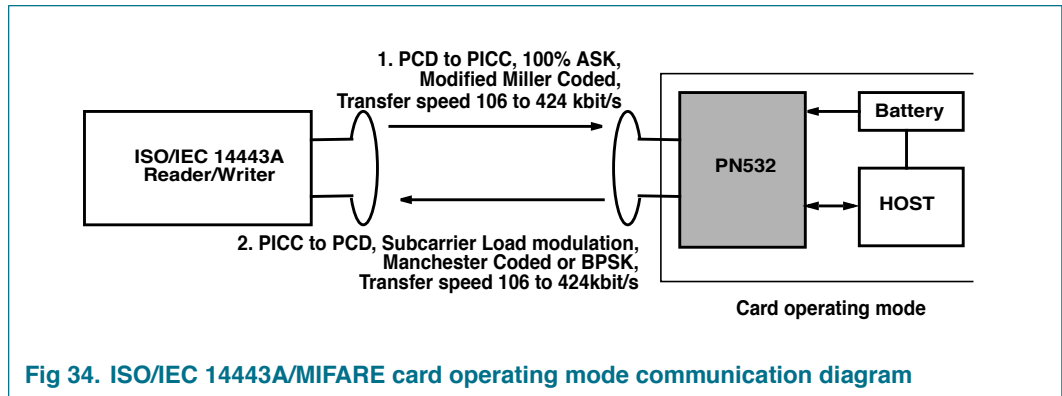 1. PCD to PICC, 100% ASK,
Modified Miller Coded,
Transfer speed 106 to 424 kbit/s
ISO/IEC 14443A
Reader/Writer
PN532
Battery
HOST
2. PICC to PCD, Subcarrier Load modulation,
Manchester Coded or BPSK,
Transfer speed 106 to 424kbit/s
Card operating mode
Fig 34. ISO/IEC 14443A/MIFARE card operating mode communication diagram